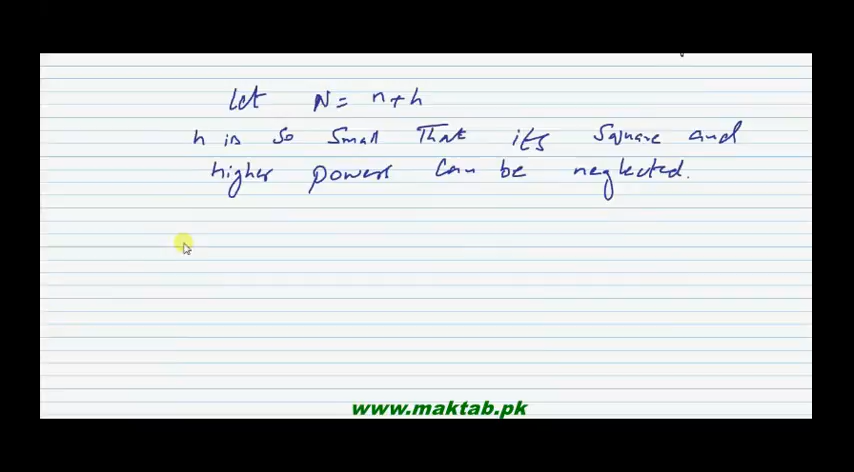 Let N = n+h
h is so small That its square and
higher powers can be neglected.
www.maktab.pk